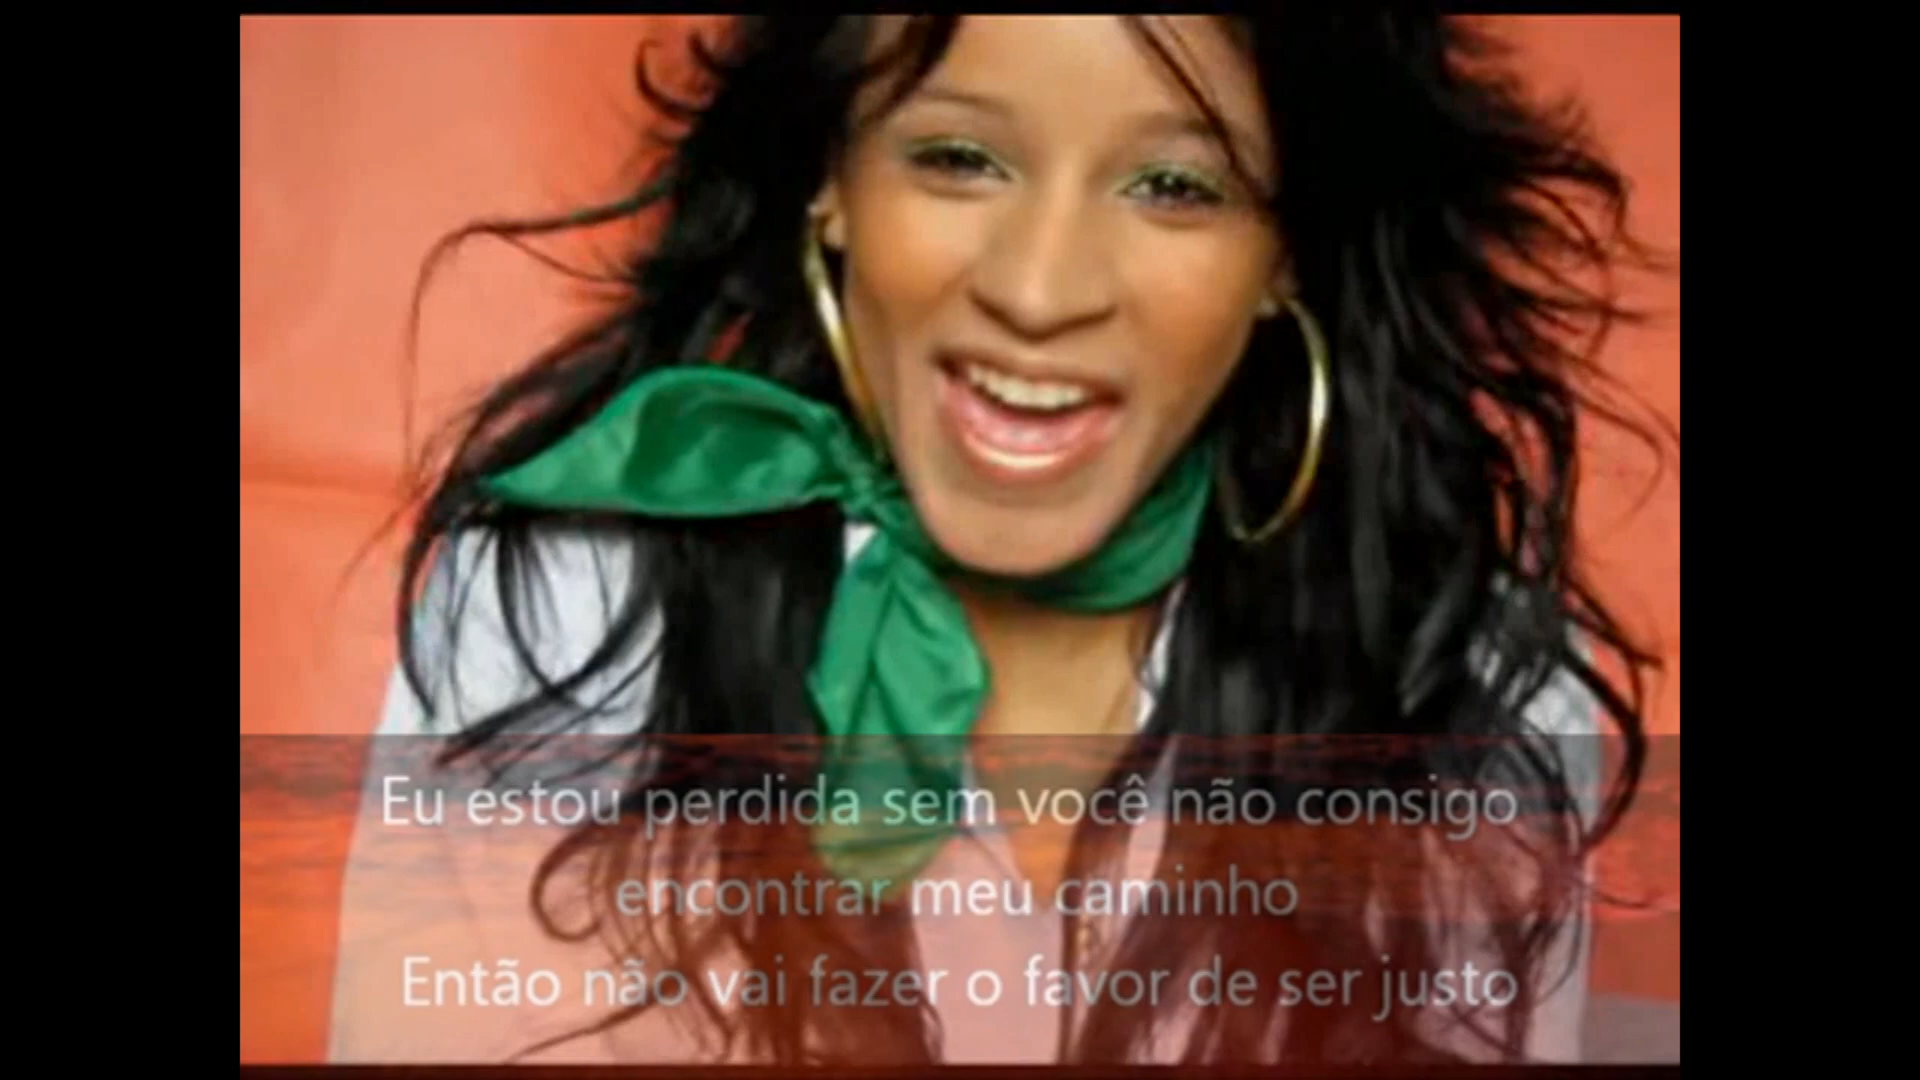 Eu estou perdida sem você não consigo
encontrar meu caminho
Então não vai fazer o favor de ser justo